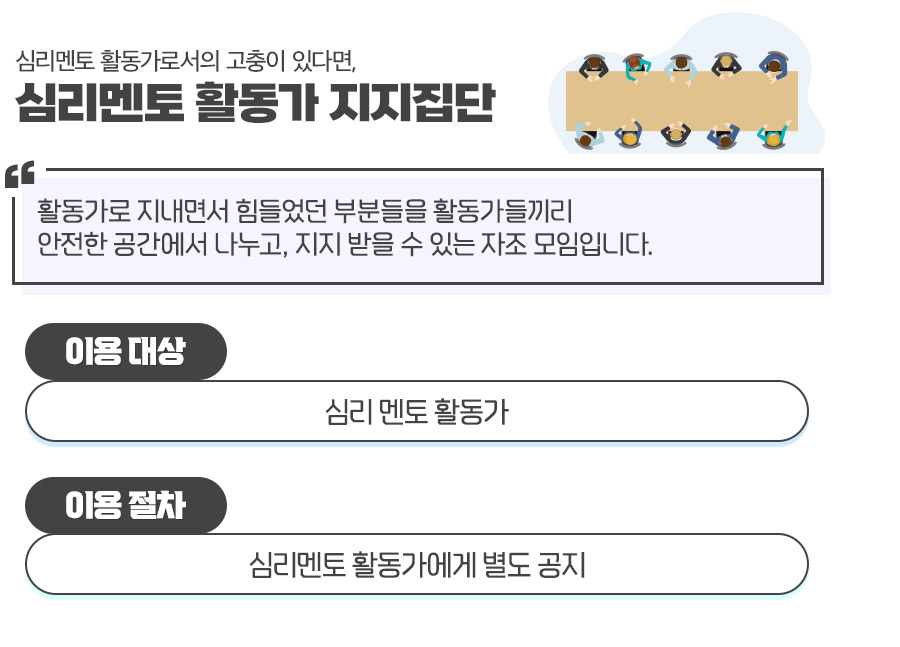 심리멘토 활동가로서의 고충이 있다면,
심리멘토 활동가 지지집단
“
활동가로 지내면서 힘들었던 부분들을 활동가들끼리
안전한 공간에서 나누고, 지지 받을 수 있는 자조 모임입니다.
이용 대상
심리 멘토 활동가
이용 절차
심리멘토 활동가에게 별도 공지